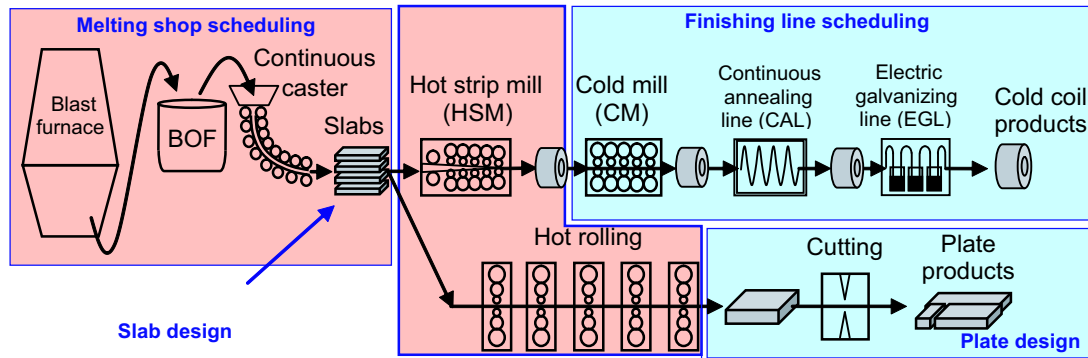 Melting shop scheduling
Finishing line scheduling
Blast
furnace
BOF
Continuous
caster
Slabs
Hot strip mill
(HSM)
Cold mill
(CM)
Continuous
annealing
line (CAL)
Electric
galvanizing
line (EGL)
Cold coil
products
Hot rolling
Cutting
Plate
products
Slab design
Plate design